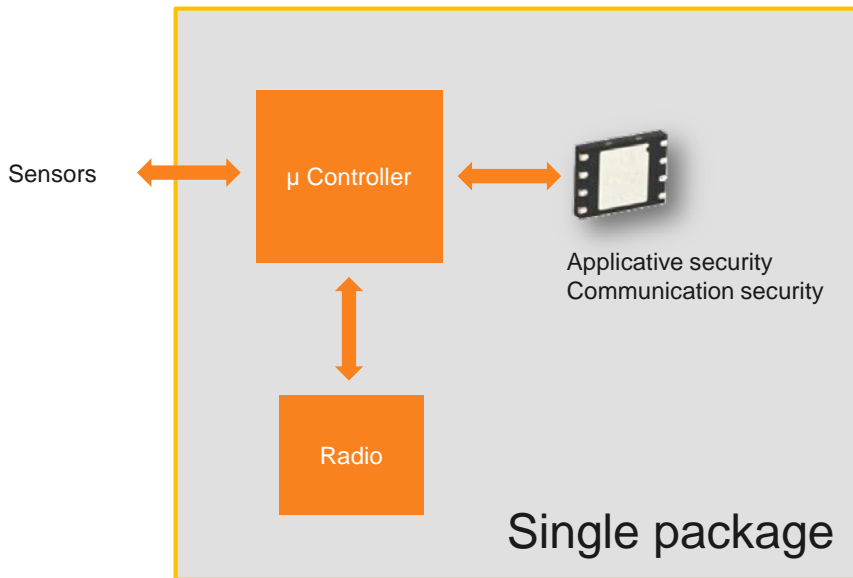 Sensors
μ Controller
Applicative security
Communication security
Radio
Single package